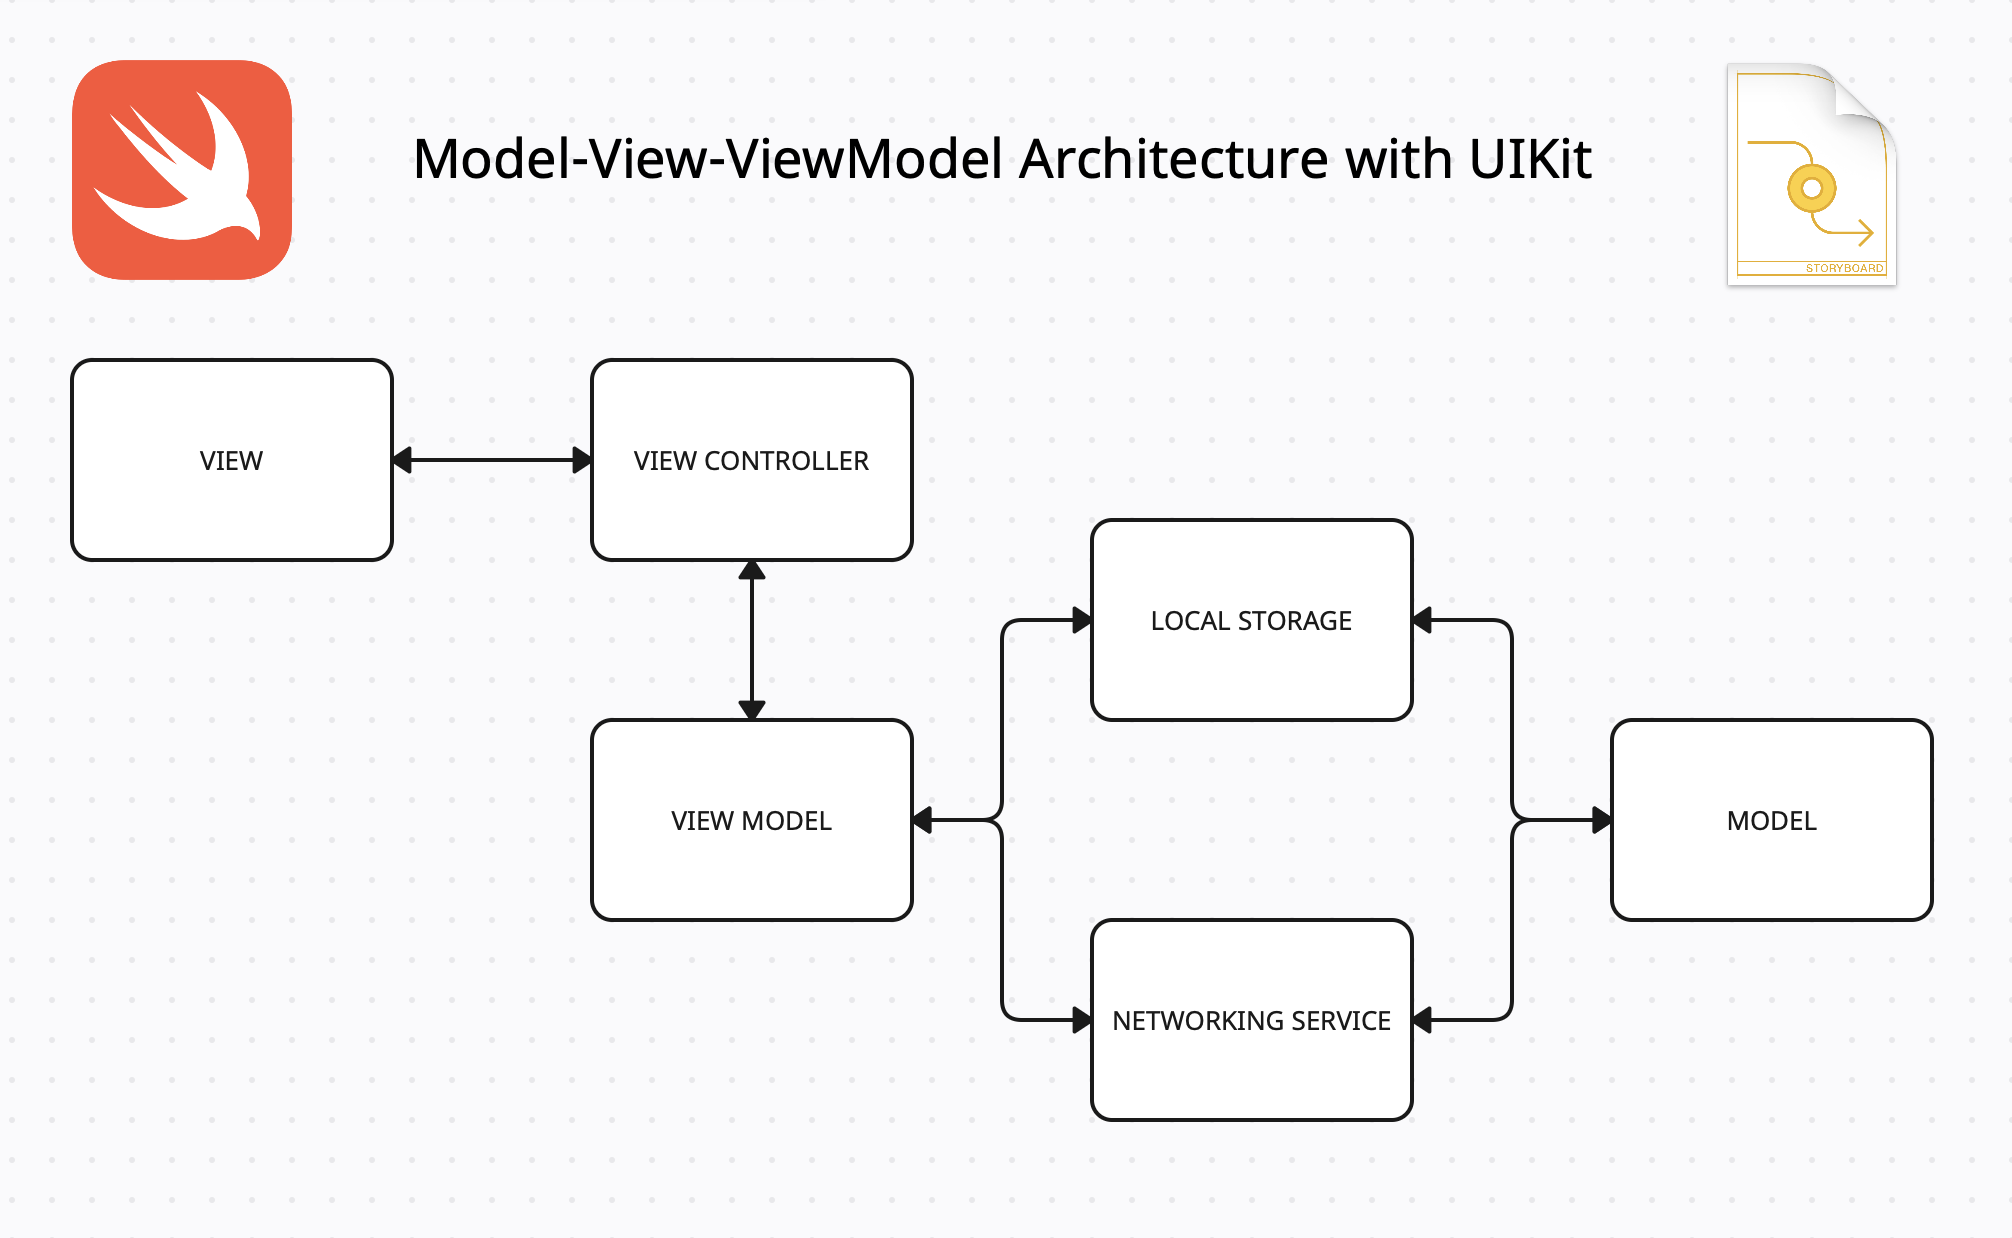 Model-View-ViewModel Architecture with UIKit
STORYBOARD
VIEW
VIEW CONTROLLER
LOCAL STORAGE
VIEW MODEL
MODEL
NETWORKING SERVICE